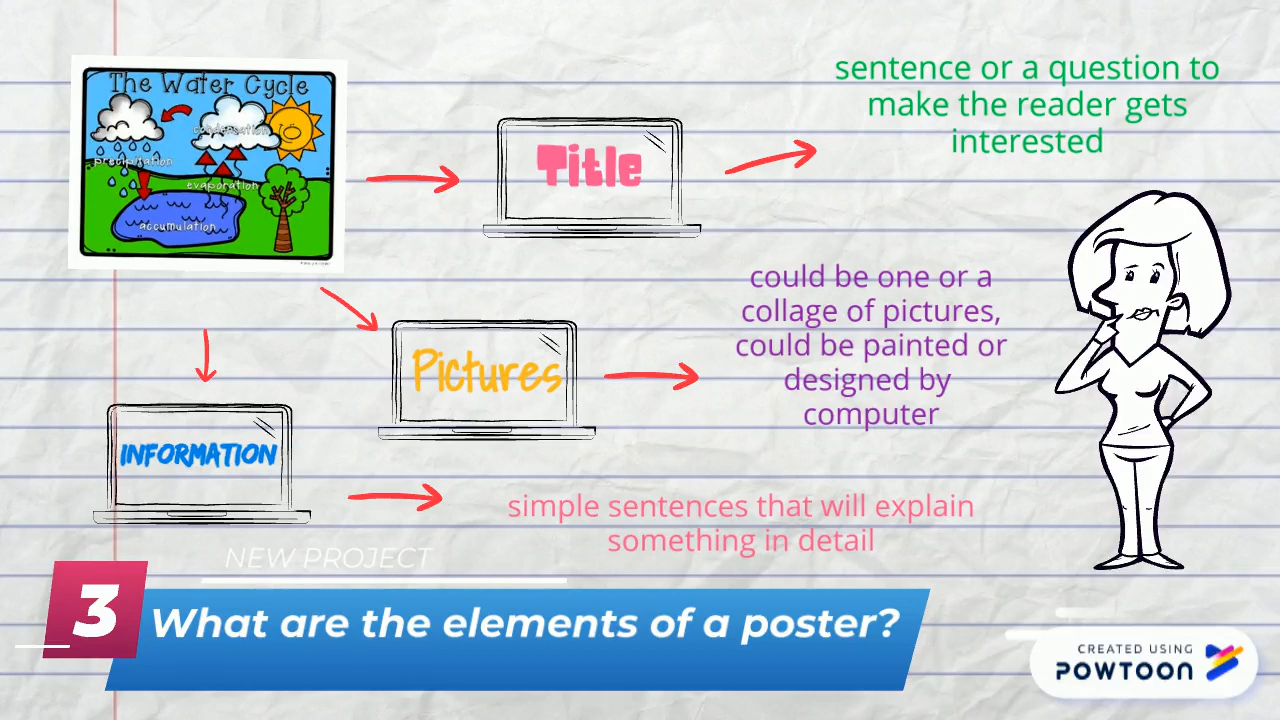 The Water Cycle
condensation
precipitation
evaporation
accumulation
Title
sentence or a question to
make the reader gets
interested
Pictures
could be one or a
collage of pictures,
could be painted or
designed by
computer
INFORMATION
simple sentences that will explain
something in detail
NEW PROJECT
3
What are the elements of a poster?
CREATED USING
POWTOON